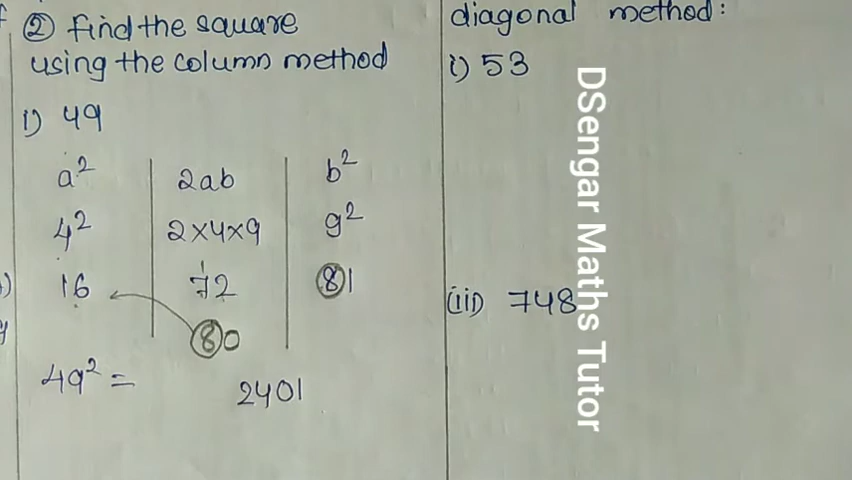 ② Find the square
using the column method
i) 49
a² | 2ab | b²
4² | 2×4×9 | 9²
16 | 72 | 81
80
49² = 2401
diagonal method:
i) 53
(ii) 748
DSengar Maths Tutor